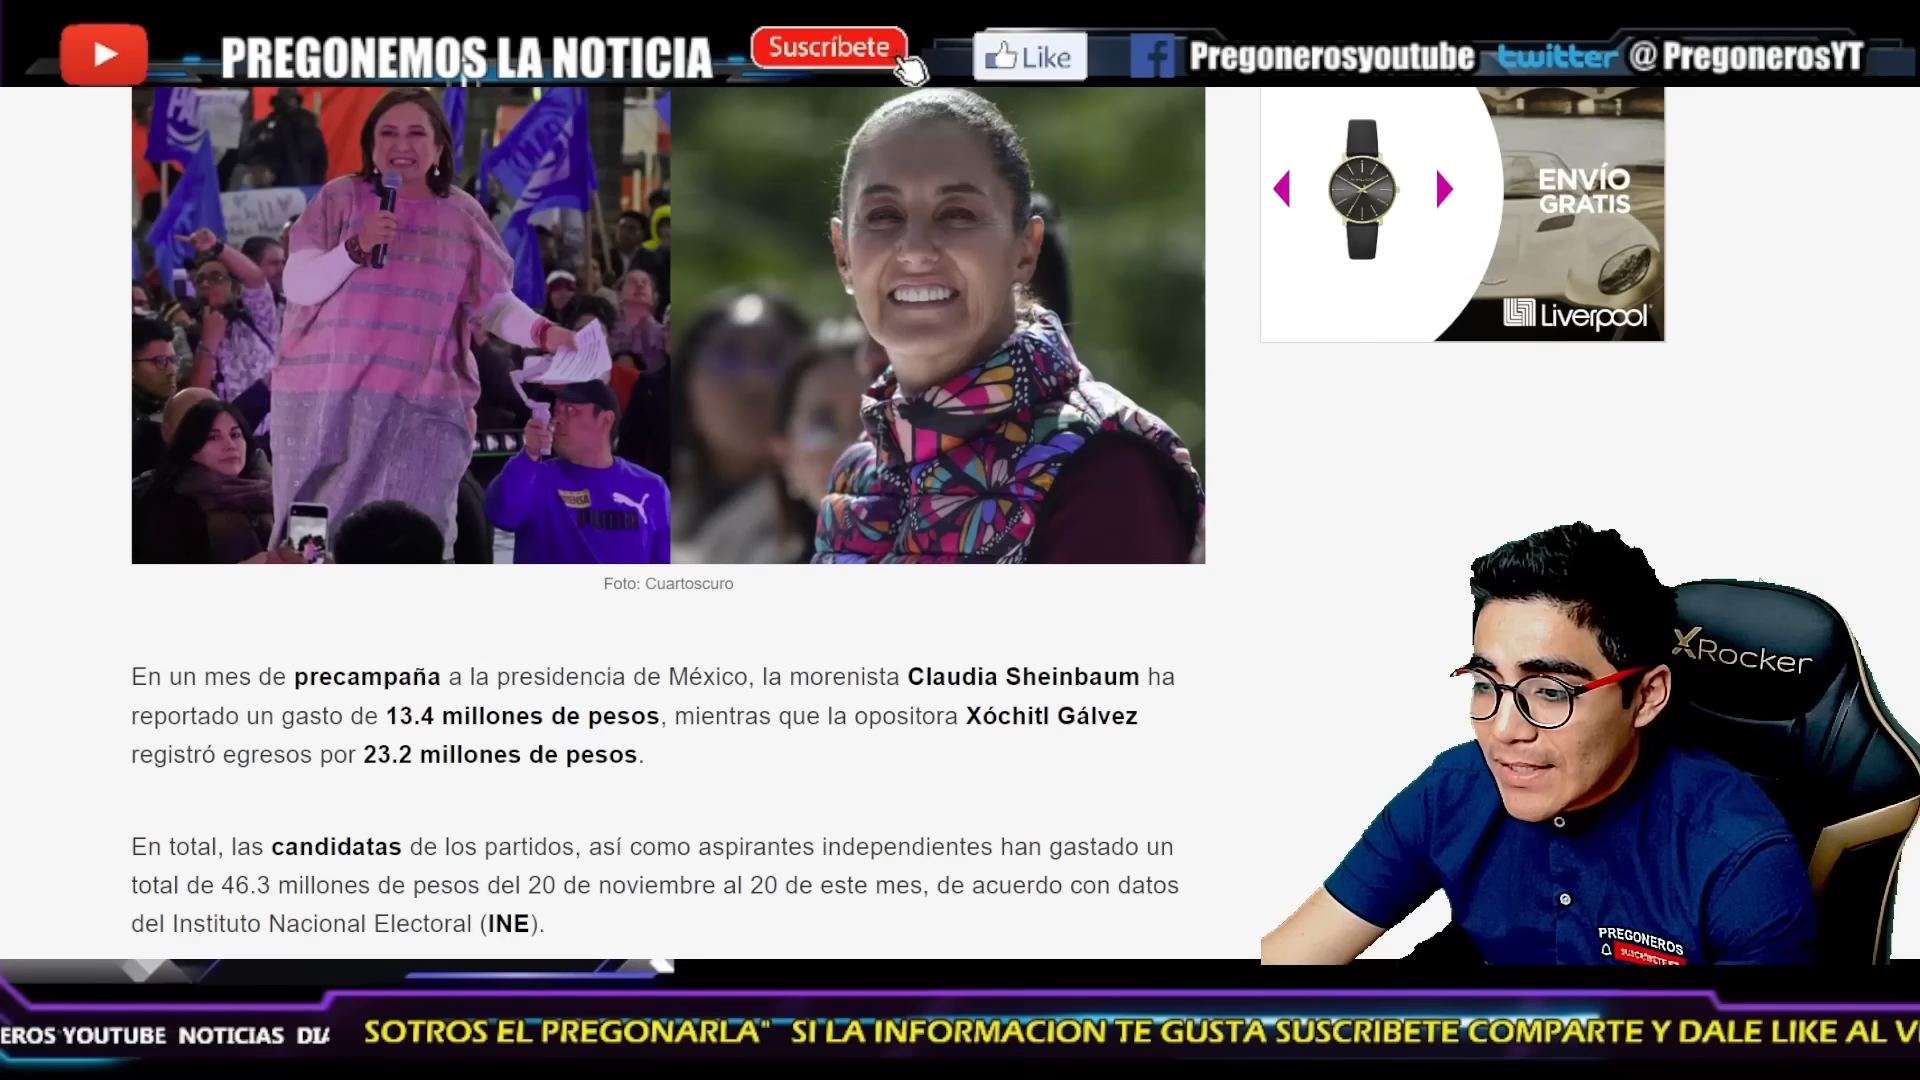 PREGONEMOS LA NOTICIA
Suscríbete
Like
Pregonerosyoutube
twitter @PregonerosYT
ENVÍO
GRATIS
Liverpool
PRENSA
PUMA
Foto: Cuartoscuro
XRocker
En un mes de precampaña a la presidencia de México, la morenista Claudia Sheinbaum ha
reportado un gasto de 13.4 millones de pesos, mientras que la opositora Xóchitl Gálvez
registró egresos por 23.2 millones de pesos.
En total, las candidatas de los partidos, así como aspirantes independientes han gastado un
total de 46.3 millones de pesos del 20 de noviembre al 20 de este mes, de acuerdo con datos
del Instituto Nacional Electoral (INE).
PREGONEROS
SUSCRÍBETE
EROS YOUTUBE NOTICIAS DIA
SOTROS EL PREGONARLA" SI LA INFORMACION TE GUSTA SUSCRIBETE COMPARTE Y DALE LIKE AL VI